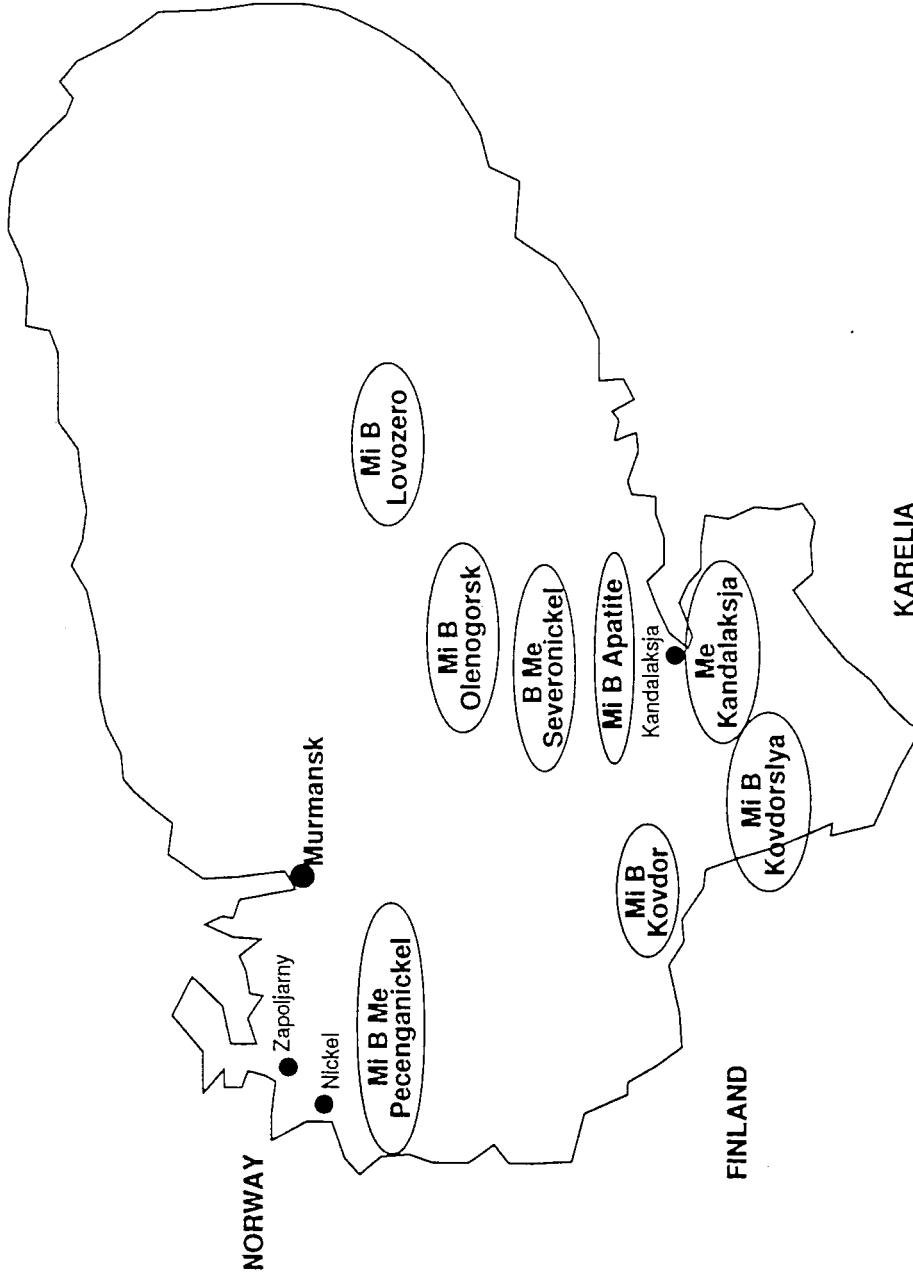 NORWAY
Zapoljarny
Nickel
Murmansk
Mi B Me
Pecenganickel
Mi B
Lovozero
Mi B
Olenogorsk
B Me
Severonickel
Mi B Apatite
Kandalaksja
Mi B
Kovdor
Me
Kandalaksja
Mi B
Kovdorslya
FINLAND
KARELIA